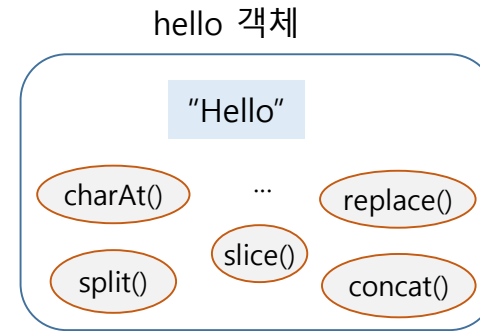 hello 객체
"Hello"
charAt()
...
replace()
slice()
split()
concat()